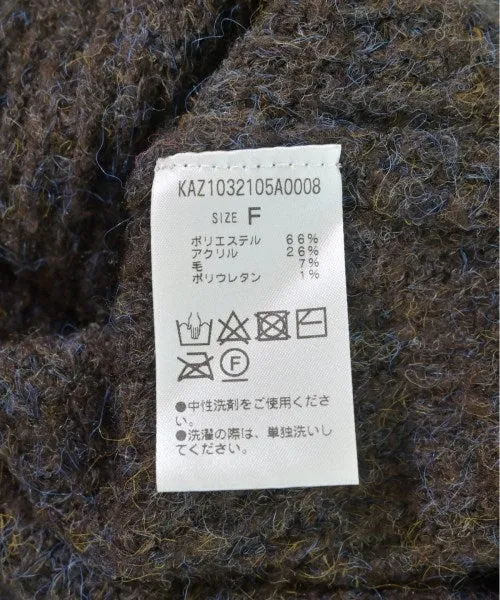 KAZ1032105A0008
SIZE F
ポリエステル 66%
アクリル 26%
毛 7%
ポリウレタン 1%
F
●中性洗剤をご使用くださ
い。
●洗濯の際は、単独洗いし
てください。